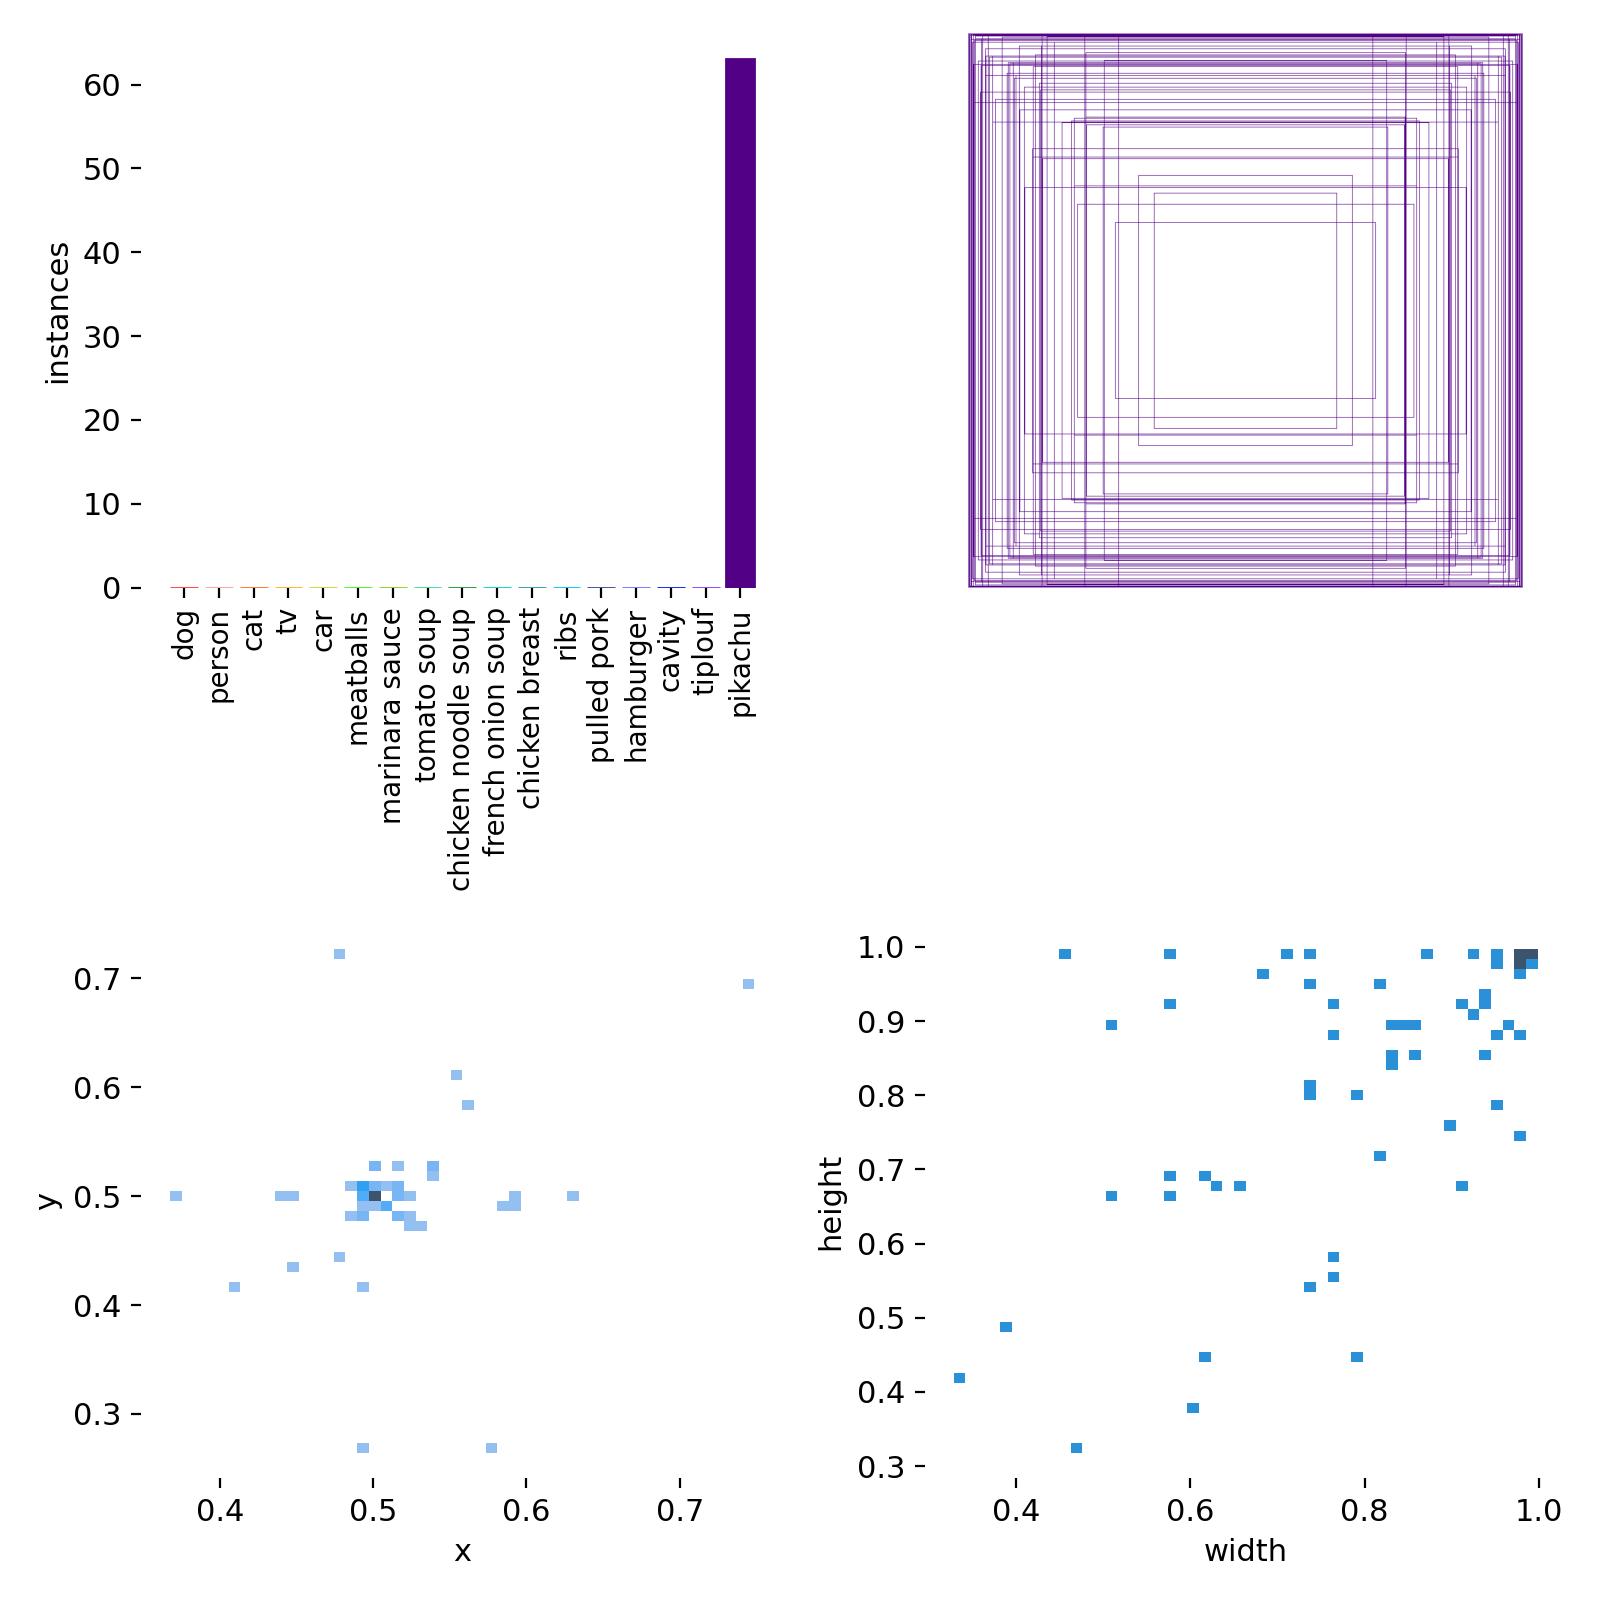 instances
60
50
40
30
20
10
0
dog
person
cat
tv
car
meatballs
marinara sauce
tomato soup
chicken noodle soup
french onion soup
chicken breast
ribs
pulled pork
hamburger
cavity
tiplouf
pikachu
y
0.7
0.6
0.5
0.4
0.3
0.4 0.5 0.6 0.7
x
height
1.0
0.9
0.8
0.7
0.6
0.5
0.4
0.3
0.4 0.6 0.8 1.0
width